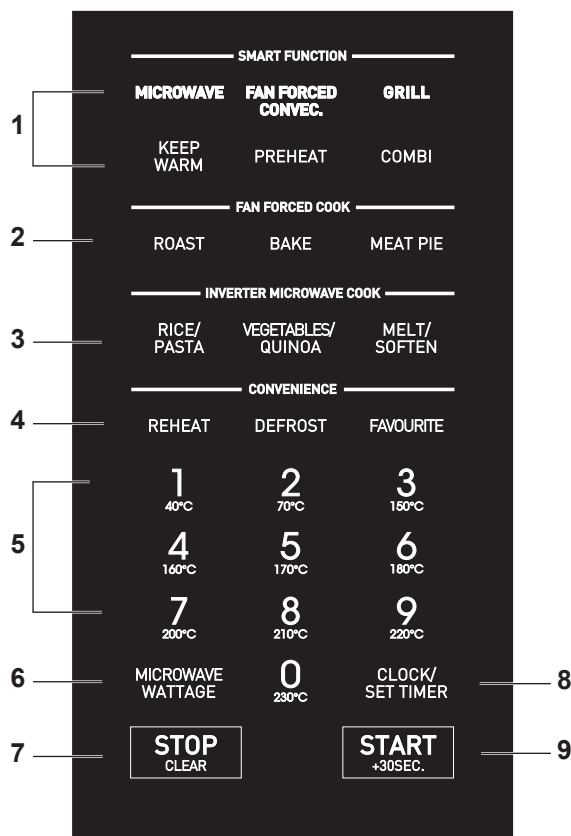 SMART FUNCTION
MICROWAVE FAN FORCED CONVEC. GRILL
1
KEEP WARM PREHEAT COMBI
FAN FORCED COOK
2 ROAST BAKE MEAT PIE
INVERTER MICROWAVE COOK
3 RICE/ PASTA VEGETABLES/ QUINOA MELT/ SOFTEN
CONVENIENCE
4 REHEAT DEFROST FAVOURITE
1 2 3
40°C 70°C 150°C
5
4 5 6
160°C 170°C 180°C
7 8 9
200°C 210°C 220°C
6 MICROWAVE WATTAGE 0 230°C CLOCK/ SET TIMER 8
7 STOP START 9
CLEAR +30SEC.